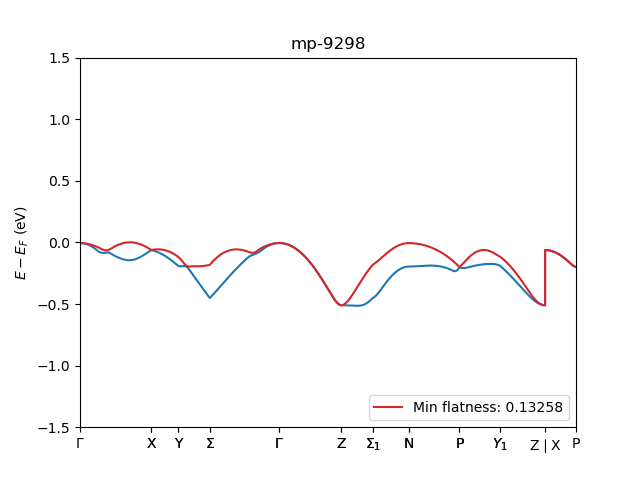 mp-9298
E − E_F (eV)
1.5
1.0
0.5
0.0
−0.5
−1.0
−1.5
Min flatness: 0.13258
Γ X Y Σ Γ Z Σ₁ N P Y₁ Z | X P